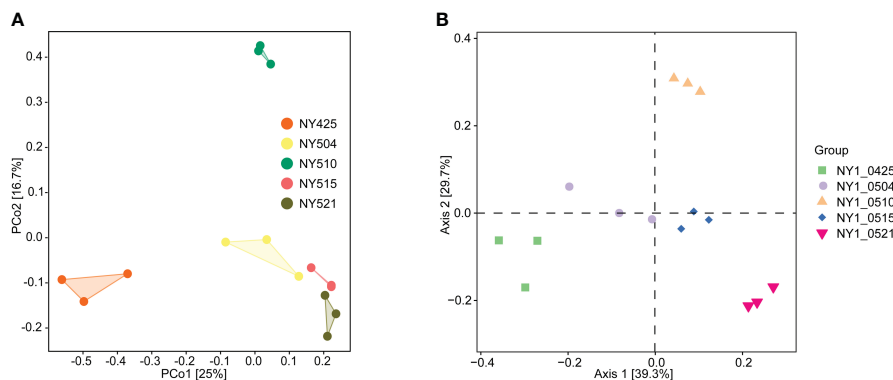 A
0.4
0.3
0.2
0.1
0.0
-0.1
-0.2
PCo2 [16.7%]
-0.5
-0.4
-0.3
-0.2
-0.1
0.0
0.1
0.2
PCo1 [25%]
NY425
NY504
NY510
NY515
NY521
B
0.4
0.2
0.0
-0.2
Axis 2 [29.7%]
−0.4
−0.2
0.0
0.2
Axis 1 [39.3%]
Group
NY1_0425
NY1_0504
NY1_0510
NY1_0515
NY1_0521